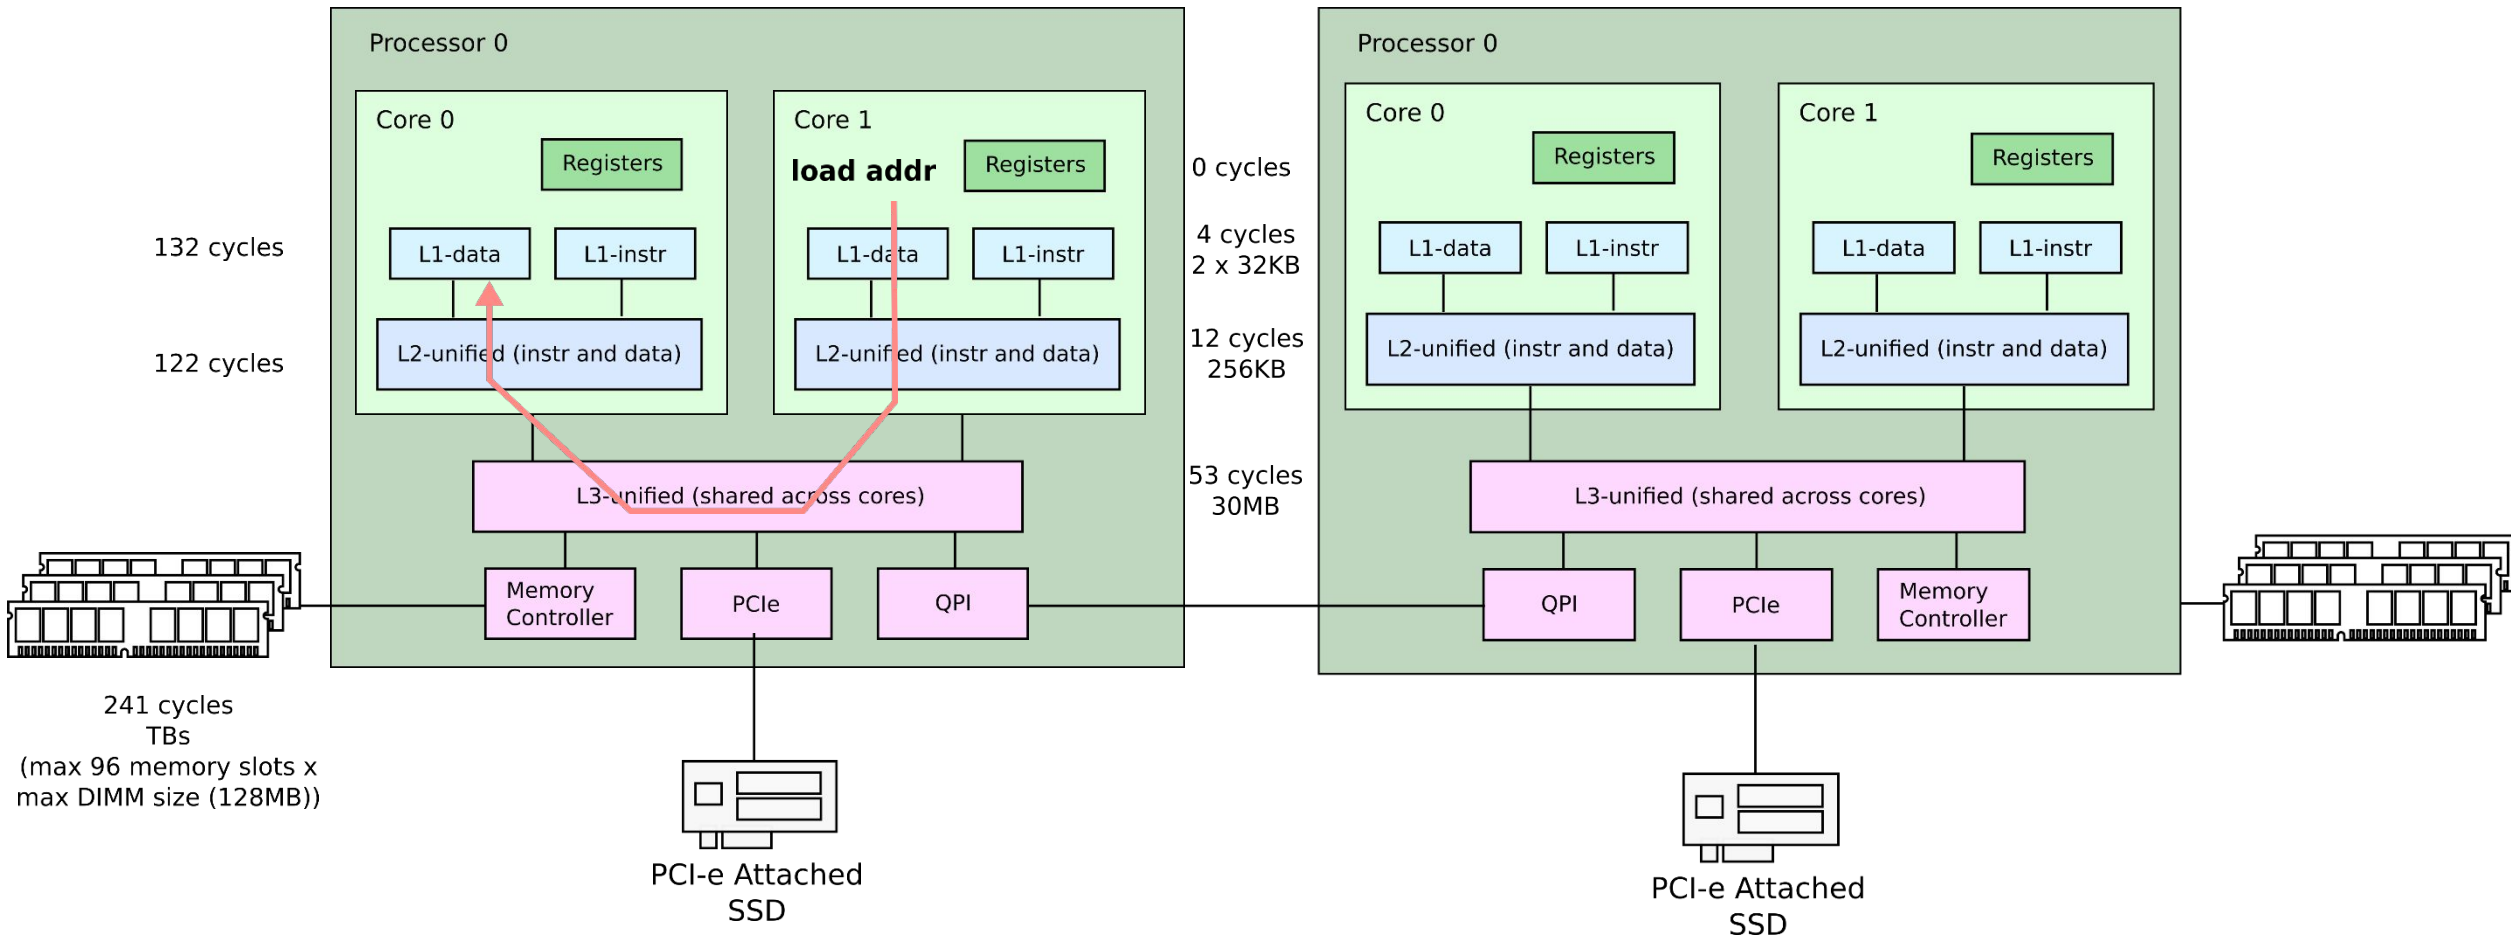 Processor 0
Core 0
Registers
L1-data
L1-instr
L2-unified (instr and data)
Core 1
load addr
Registers
L1-data
L1-instr
L2-unified (instr and data)
L3-unified (shared across cores)
Memory
Controller
PCIe
QPI
132 cycles
122 cycles
241 cycles
TBs
(max 96 memory slots x
max DIMM size (128MB))
PCI-e Attached
SSD
0 cycles
4 cycles
2 x 32KB
12 cycles
256KB
53 cycles
30MB
Processor 0
Core 0
Registers
L1-data
L1-instr
L2-unified (instr and data)
Core 1
Registers
L1-data
L1-instr
L2-unified (instr and data)
L3-unified (shared across cores)
QPI
PCIe
Memory
Controller
PCI-e Attached
SSD